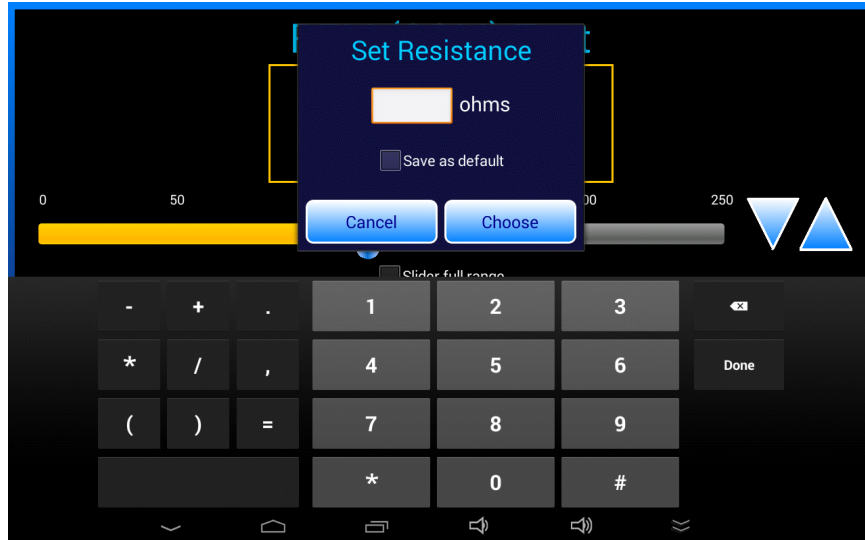 Set Resistance
ohms
Save as default
0 50 250
Cancel Choose
Slider full range
- + . 1 2 3
* / , 4 5 6 Done
( ) = 7 8 9
* 0 #